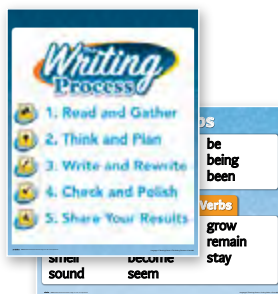 Writing
Process
1. Read and Gather
2. Think and Plan
3. Write and Rewrite
4. Check and Polish
5. Share Your Results
be
being
been
Verbs
grow
remain
smell become stay
sound seem